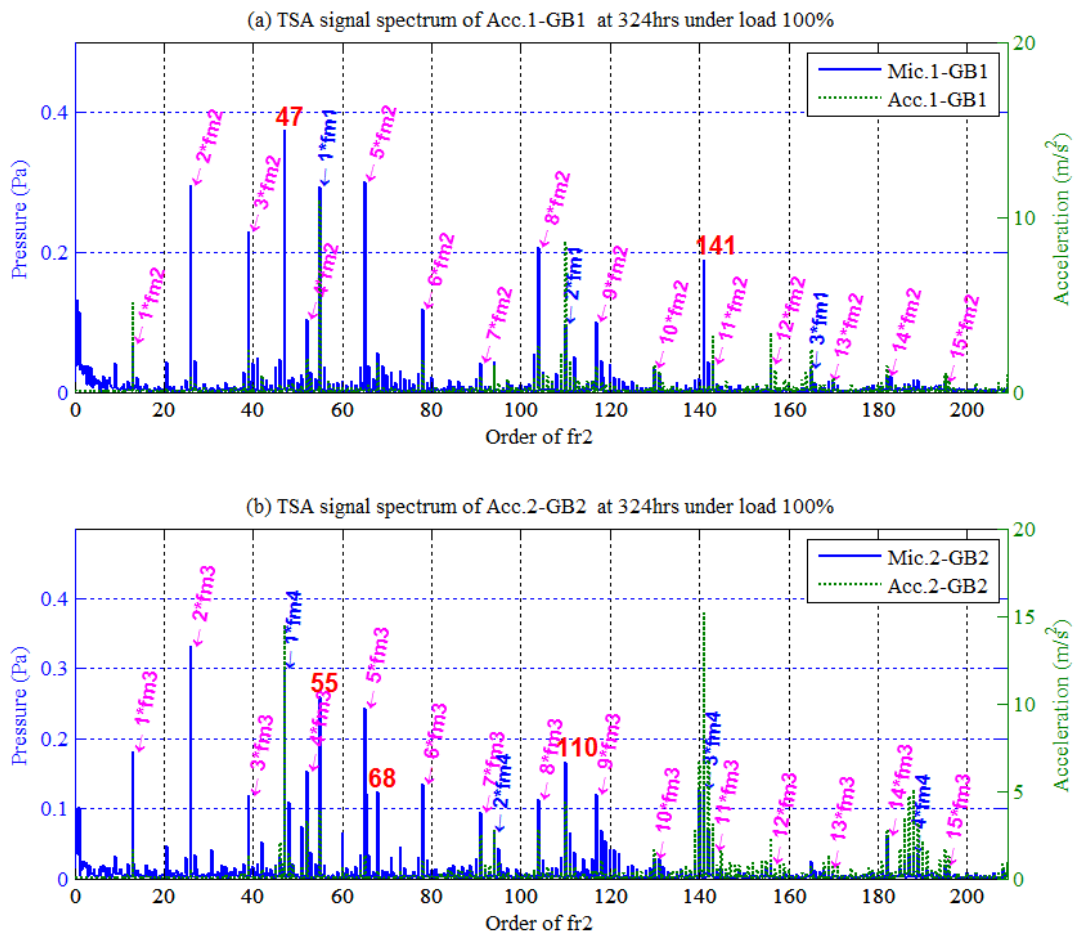 (a) TSA signal spectrum of Acc.1-GB1 at 324hrs under load 100%
Pressure (Pa)
0.4
0.2
0
20
10
0
Acceleration (m/s²)
Mic.1-GB1
Acc.1-GB1
1*fm2
2*fm2
3*fm2
47
1*fm1
4*fm2
5*fm2
6*fm2
7*fm2
8*fm2
2*fm1
9*fm2
10*fm2
141
11*fm2
12*fm2
3*fm1
13*fm2
14*fm2
15*fm2
0 20 40 60 80 100 120 140 160 180 200
Order of fr2
(b) TSA signal spectrum of Acc.2-GB2 at 324hrs under load 100%
Pressure (Pa)
0.4
0.3
0.2
0.1
0
20
15
10
5
0
Acceleration (m/s²)
Mic.2-GB2
Acc.2-GB2
1*fm3
2*fm3
3*fm3
1*fm4
4*fm3
55
5*fm3
68
6*fm3
7*fm3
2*fm4
8*fm3
110
9*fm3
10*fm3
3*fm4
11*fm3
12*fm3
13*fm3
14*fm3
4*fm4
15*fm3
0 20 40 60 80 100 120 140 160 180 200
Order of fr2